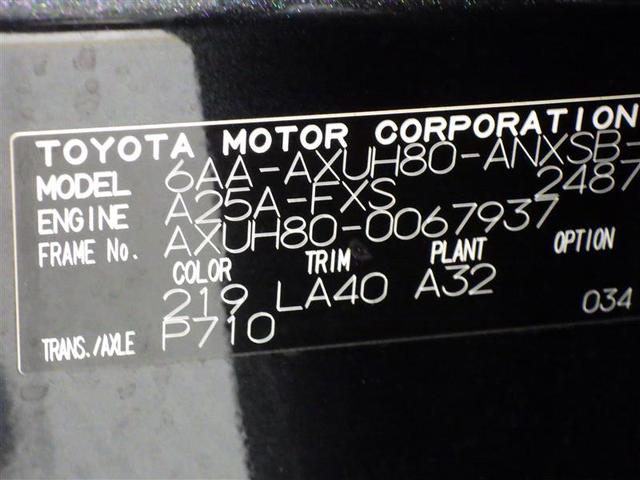 TOYOTA MOTOR CORPORATION
MODEL 6AA-AXUH80-ANXSB-
ENGINE A25A-FXS 2487
FRAME No. AXUH80-0067937
COLOR TRIM PLANT OPTION
219 LA40 A32 034
TRANS./AXLE P710